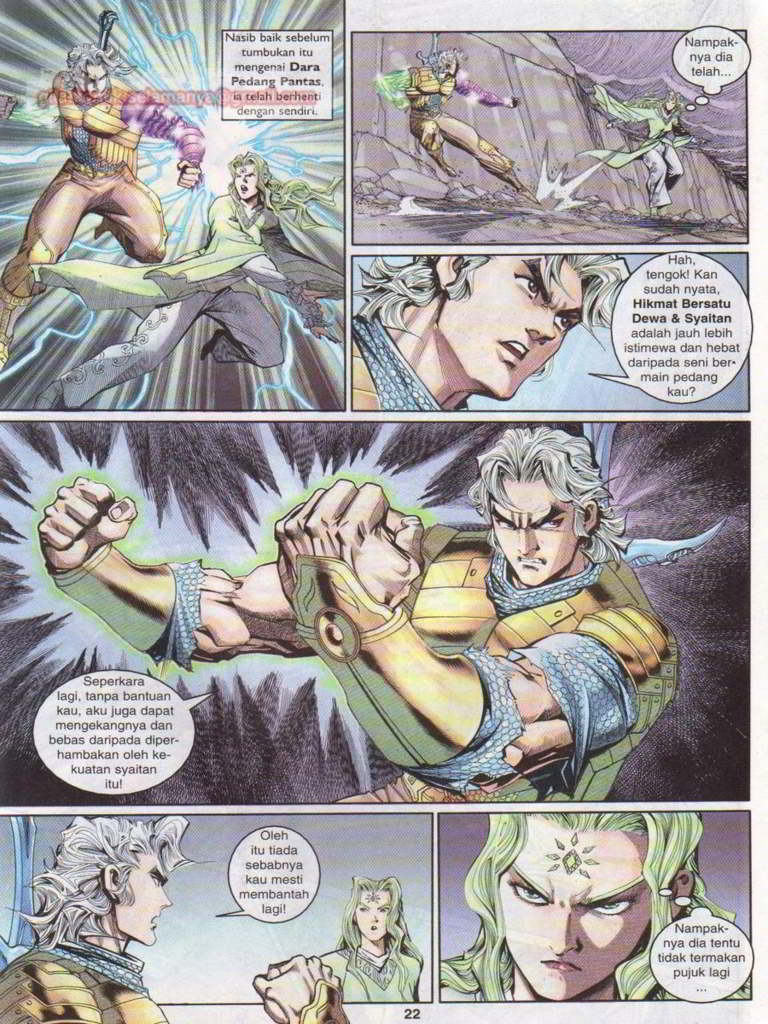 Nasib baik sebelum
tumbukan itu
mengenai Dara
Pedang Pantas,
ia telah berhenti
dengan sendiri.
Nampak-
nya dia
telah...
Hah,
tengok! Kan
sudah nyata,
Hikmat Bersatu
Dewa & Syaitan
adalah jauh lebih
istimewa dan hebat
daripada seni ber-
main pedang
kau?
Seperkara
lagi, tanpa bantuan
kau, aku juga dapat
mengekangnya dan
bebas daripada diper-
hambakan oleh ke-
kuatan syaitan
itu!
Oleh
itu tiada
sebabnya
kau mesti
membantah
lagi!
Nampak-
nya dia tentu
tidak termakan
pujuk lagi
...
22